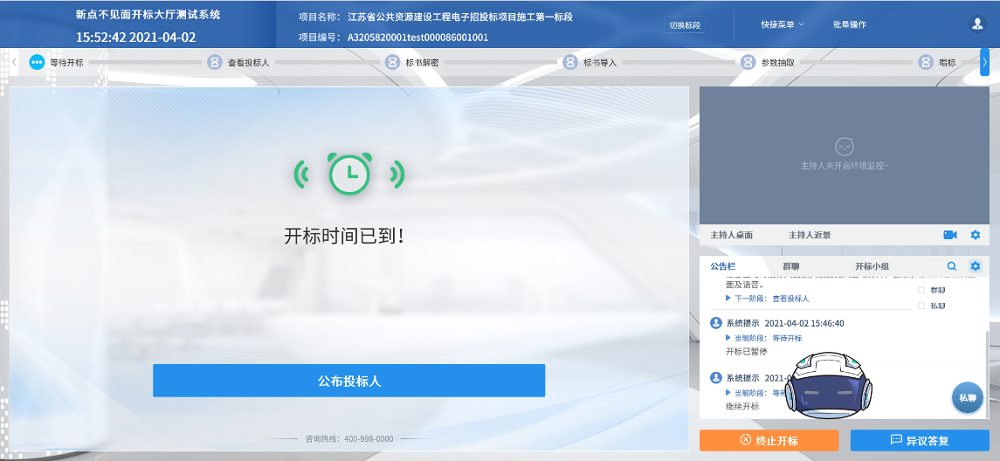 新点不见面开标大厅测试系统
15:52:42 2021-04-02
项目名称： 江苏省公共资源建设工程电子招投标项目施工第一标段
项目编号： A3205820001test000086001001
切换标段
快捷菜单
批量操作
等待开标
查看投标人
标书解密
标书导入
参数抽取
唱标
开标时间已到！
公布投标人
咨询热线：400-998-0000
主持人未开启环境监控~
主持人桌面
主持人近景
公告栏
群聊
开标小组
面及语音。
下一阶段： 查看投标人
群聊
私聊
系统提示 2021-04-02 15:46:40
当前阶段： 等待开标
开标已暂停
系统提示 2021-0
当前阶段： 等待
继续开标
私聊
终止开标
异议答复